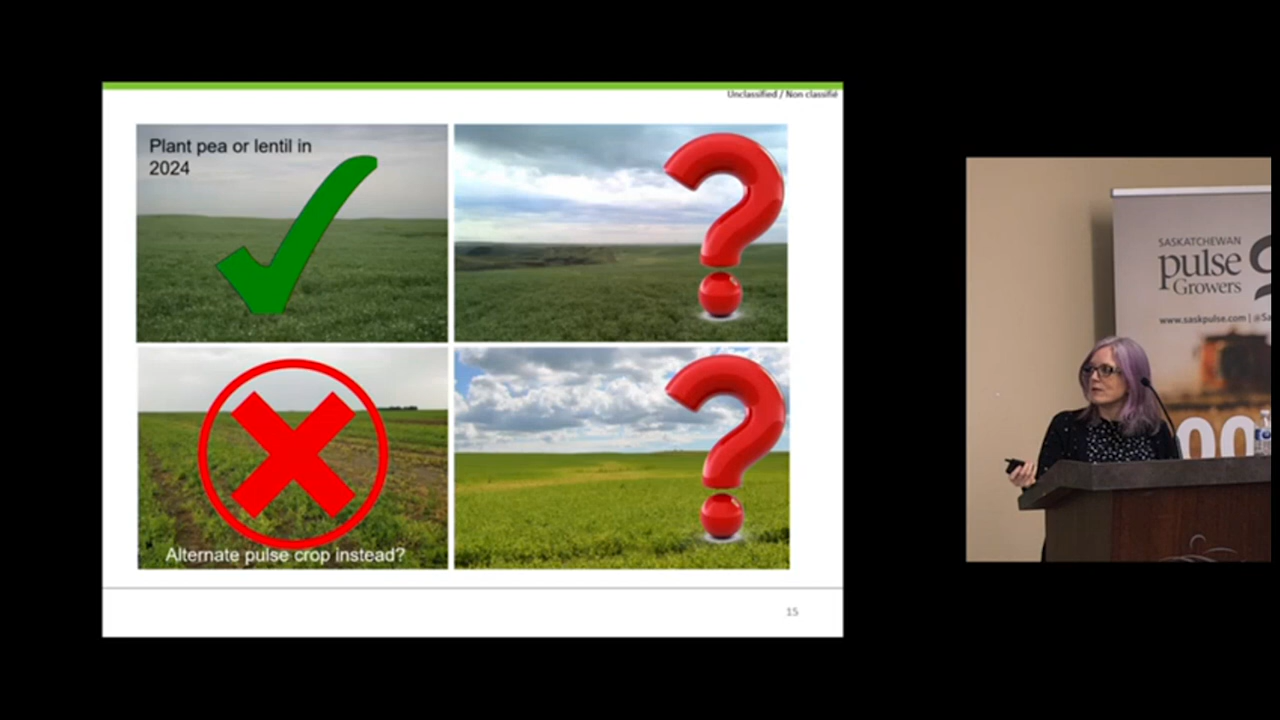 Unclassified / Non classifié
Plant pea or lentil in
2024
Alternate pulse crop instead?
15
SASKATCHEWAN
pulse
Growers
www.saskpulse.com | @Sa